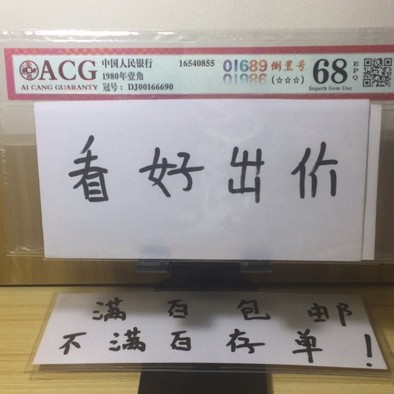 ACG
AI CANG GUARANTY
中国人民银行
1980年壹角
冠号：DJ00166690
16540855
01689 倒置号
01986 (☆☆☆)
68 EPQ
Superb Gem Unc
看好出价
满百包邮
不满百存单！